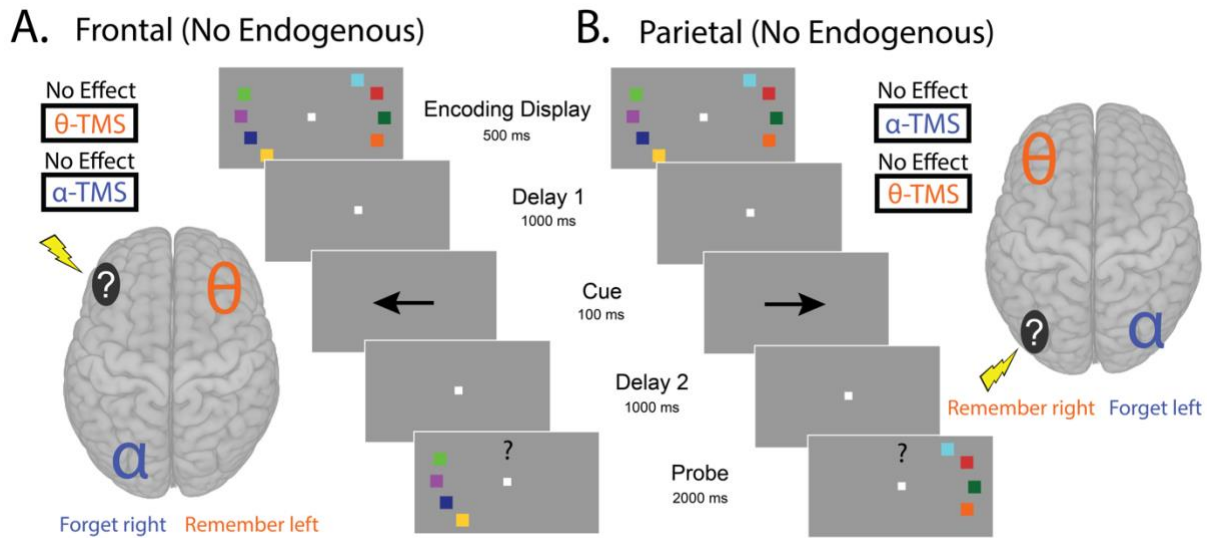 A. Frontal (No Endogenous)
No Effect
θ-TMS
No Effect
α-TMS
?
θ
α
Forget right Remember left
Encoding Display
500 ms
Delay 1
1000 ms
Cue
100 ms
Delay 2
1000 ms
?
Probe
2000 ms
B. Parietal (No Endogenous)
No Effect
α-TMS
No Effect
θ-TMS
θ
?
α
Remember right Forget left
?